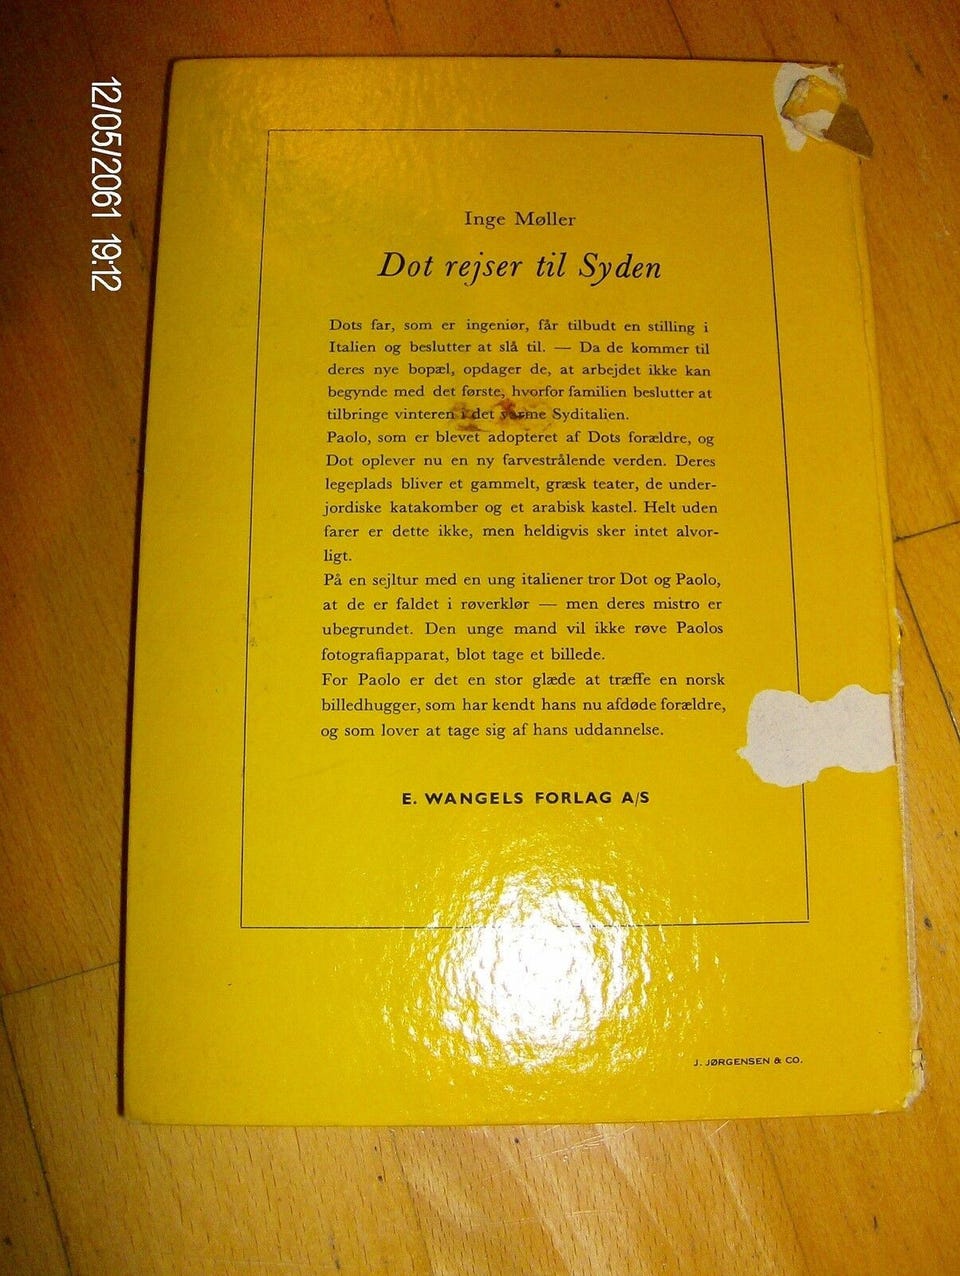 12/05/2061 19:12
Inge Møller
Dot rejser til Syden
Dots far, som er ingeniør, får tilbudt en stilling i
Italien og beslutter at slå til. — Da de kommer til
deres nye bopæl, opdager de, at arbejdet ikke kan
begynde med det første, hvorfor familien beslutter at
tilbringe vinteren i det varme Syditalien.
Paolo, som er blevet adopteret af Dots forældre, og
Dot oplever nu en ny farvestrålende verden. Deres
legeplads bliver et gammelt, græsk teater, de under-
jordiske katakomber og et arabisk kastel. Helt uden
farer er dette ikke, men heldigvis sker intet alvor-
ligt.
På en sejltur med en ung italiener tror Dot og Paolo,
at de er faldet i røverklør — men deres mistro er
ubegrundet. Den unge mand vil ikke røve Paolos
fotografiapparat, blot tage et billede.
For Paolo er det en stor glæde at træffe en norsk
billedhugger, som har kendt hans nu afdøde forældre,
og som lover at tage sig af hans uddannelse.
E. WANGELS FORLAG A/S
J. JØRGENSEN & CO.